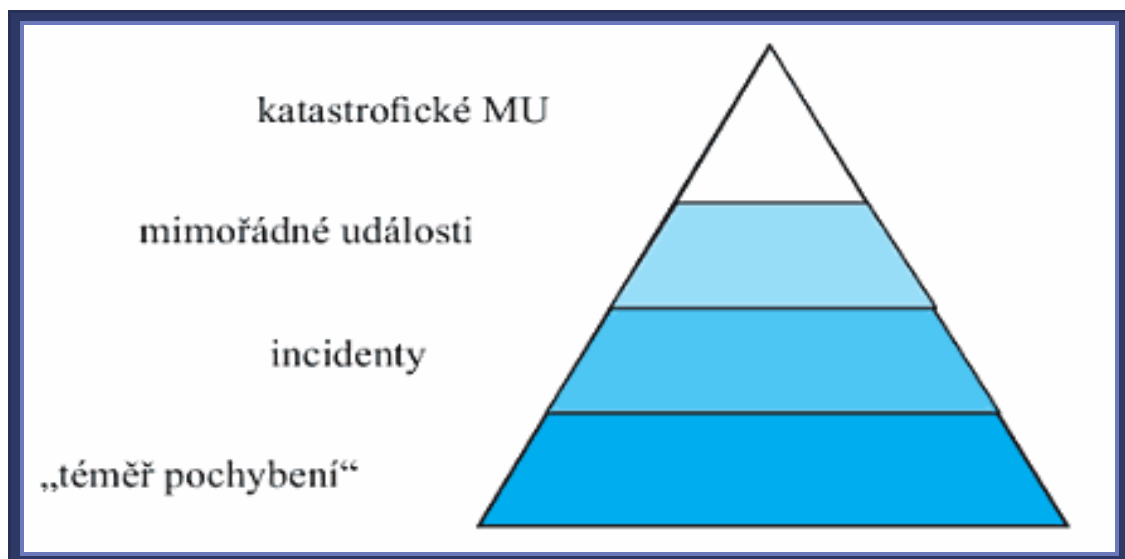 katastrofické MU
mimořádné události
incidenty
„téměř pochybení“